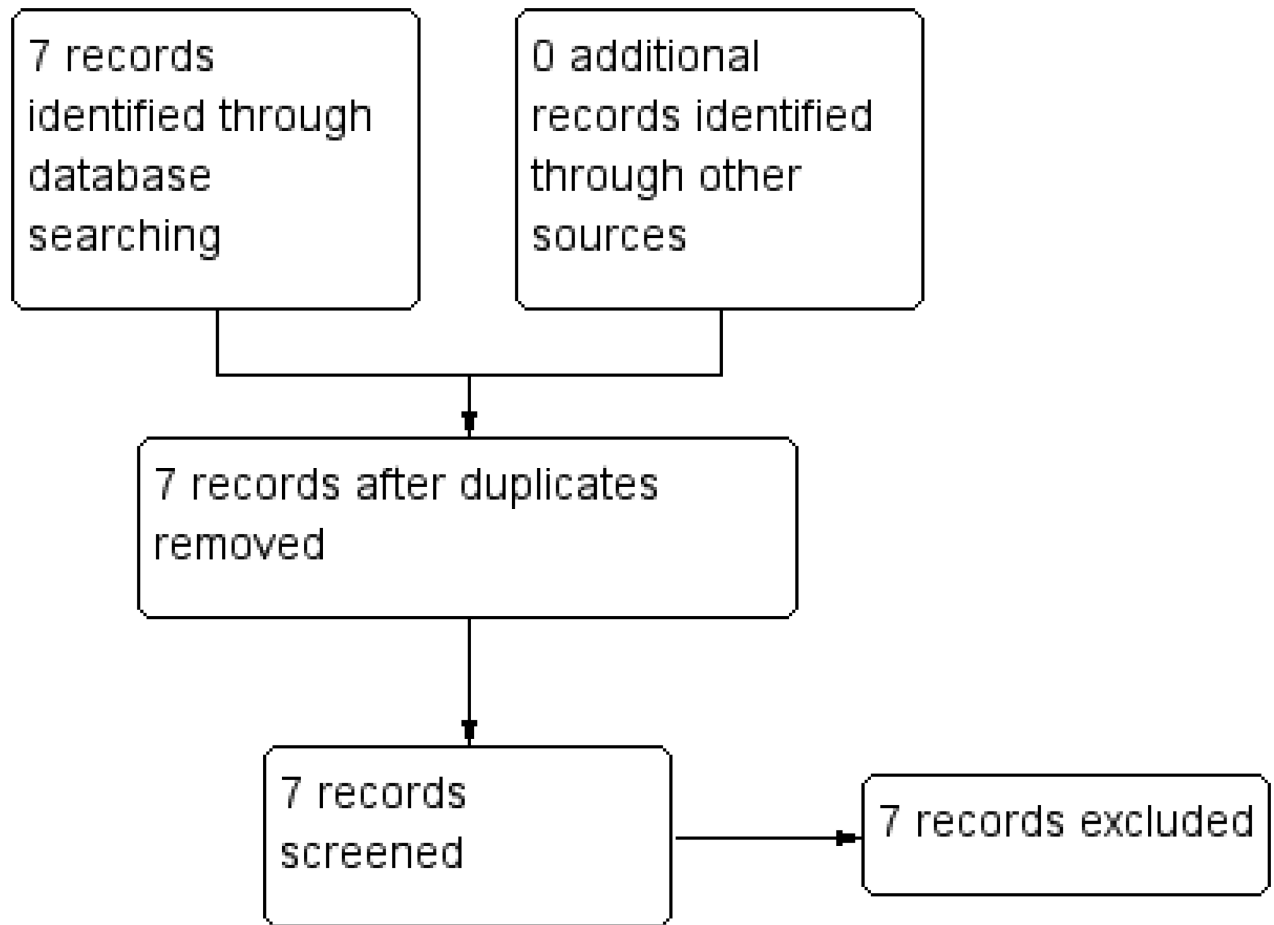 7 records
identified through
database
searching
0 additional
records identified
through other
sources
7 records after duplicates
removed
7 records
screened
7 records excluded